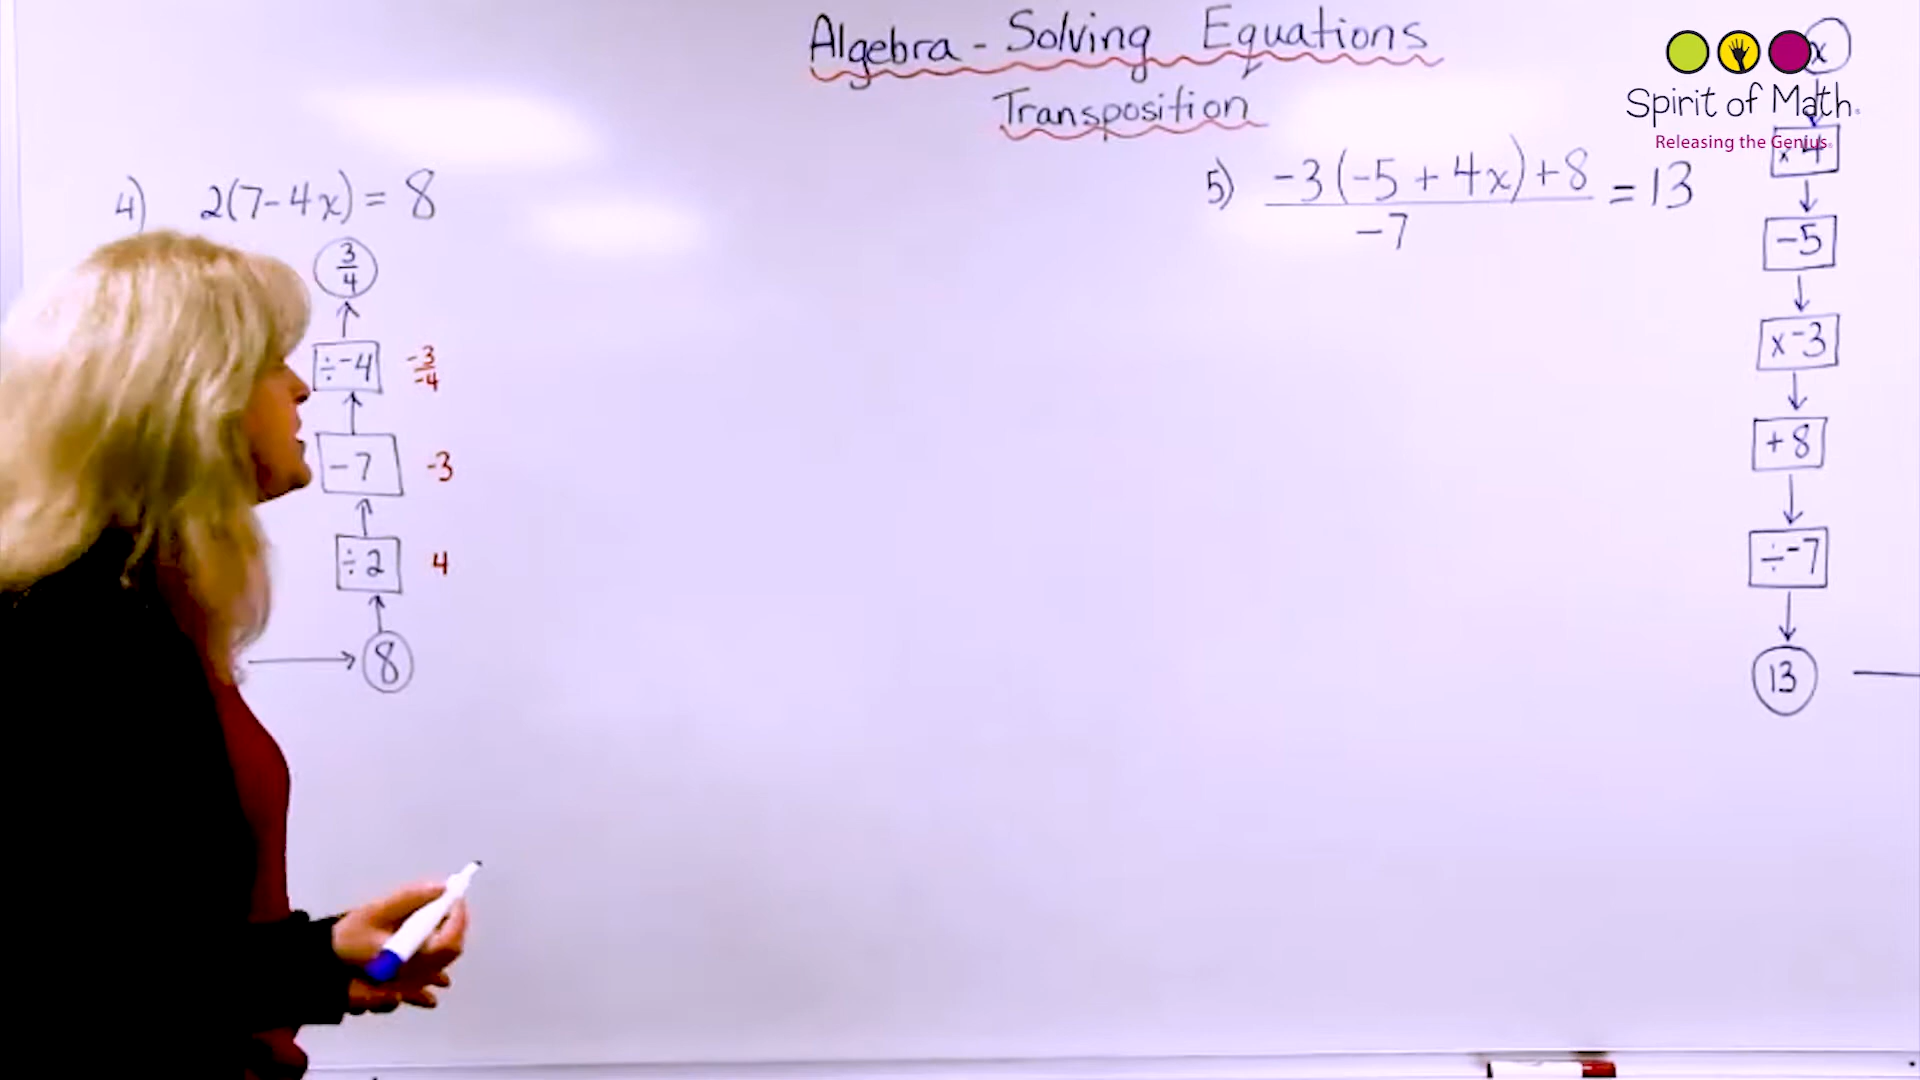 Algebra - Solving Equations
Transposition
Spirit of Math
Releasing the Genius
4) 2(7-4x) = 8
3/4
÷-4 -3/-4
-7 -3
÷2 4
8
5) -3(-5 + 4x)+8 = 13
-7
x
x 4
-5
x-3
+8
÷-7
13